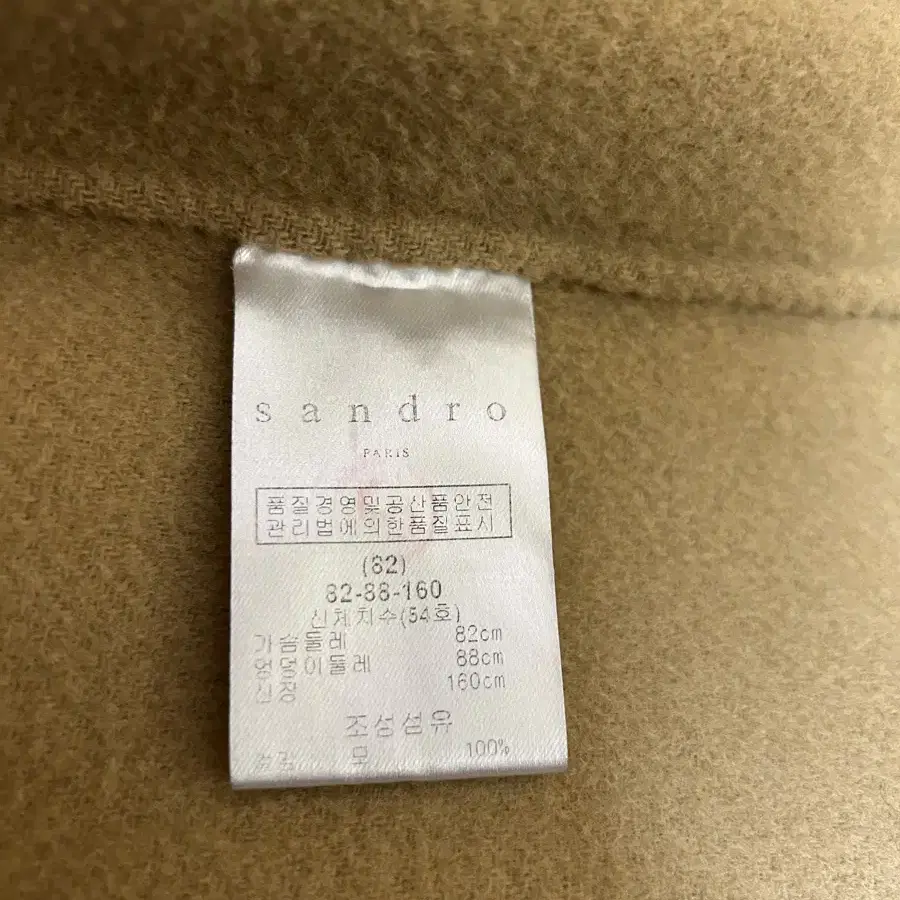 sandro
PARIS
품질경영및공산품안전
관리법에의한품질표시
(82)
82-88-160
신체치수(54호)
가슴둘레 82cm
엉덩이둘레 88cm
신장 160cm
조성섬유
모 100%